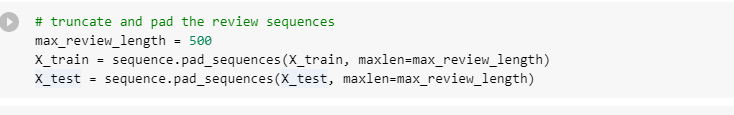 # truncate and pad the review sequences
max_review_length = 500
X_train = sequence.pad_sequences(X_train, maxlen=max_review_length)
X_test = sequence.pad_sequences(X_test, maxlen=max_review_length)